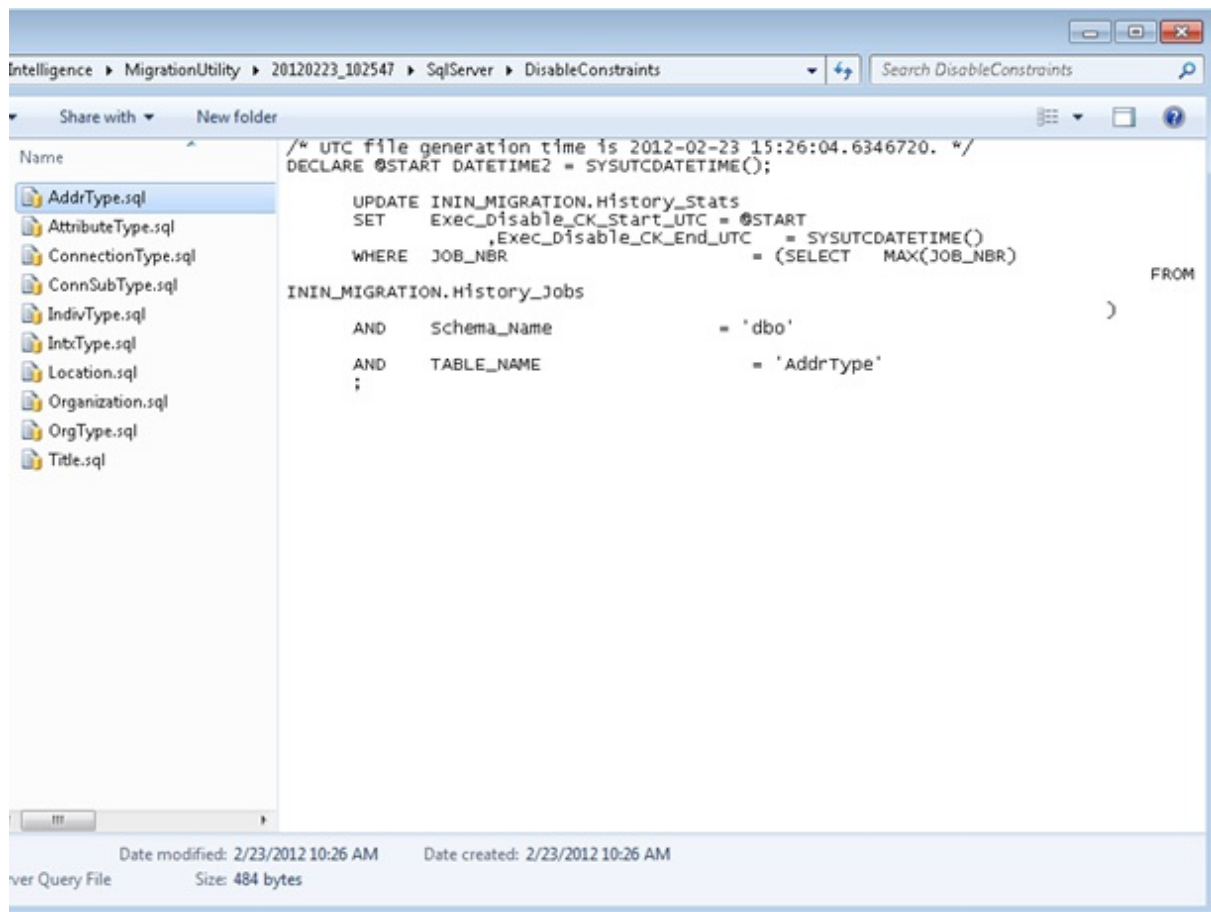 Intelligence ▸ MigrationUtility ▸ 20120223_102547 ▸ SqlServer ▸ DisableConstraints
Search DisableConstraints
Share with
New folder
Name
AddrType.sql
AttributeType.sql
ConnectionType.sql
ConnSubType.sql
IndivType.sql
IntxType.sql
Location.sql
Organization.sql
OrgType.sql
Title.sql
/* UTC file generation time is 2012-02-23 15:26:04.6346720. */
DECLARE @START DATETIME2 = SYSUTCDATETIME();
UPDATE ININ_MIGRATION.History_Stats
SET Exec_Disable_CK_Start_UTC = @START
,Exec_Disable_CK_End_UTC = SYSUTCDATETIME()
WHERE JOB_NBR = (SELECT MAX(JOB_NBR)
FROM
ININ_MIGRATION.History_Jobs
)
AND Schema_Name = 'dbo'
AND TABLE_NAME = 'AddrType'
;
Date modified: 2/23/2012 10:26 AM Date created: 2/23/2012 10:26 AM
ver Query File Size: 484 bytes